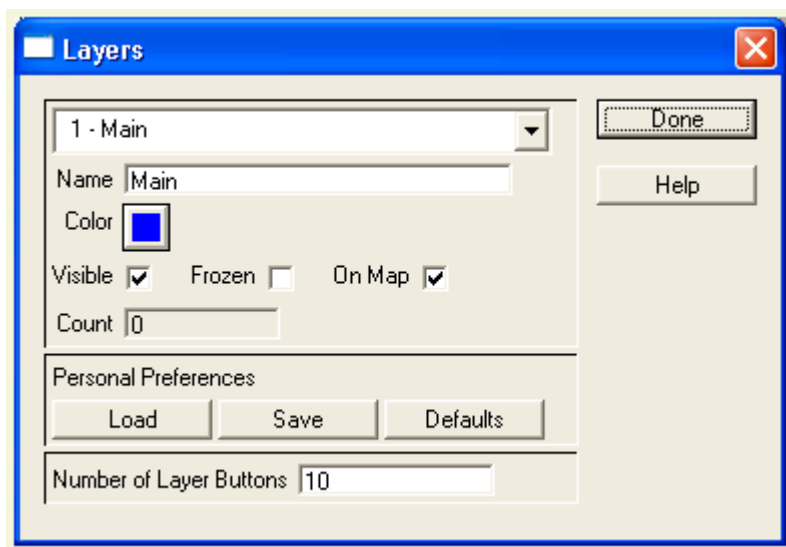 Layers
1 - Main
Done
Name Main
Help
Color
Visible Frozen On Map
Count 0
Personal Preferences
Load Save Defaults
Number of Layer Buttons 10